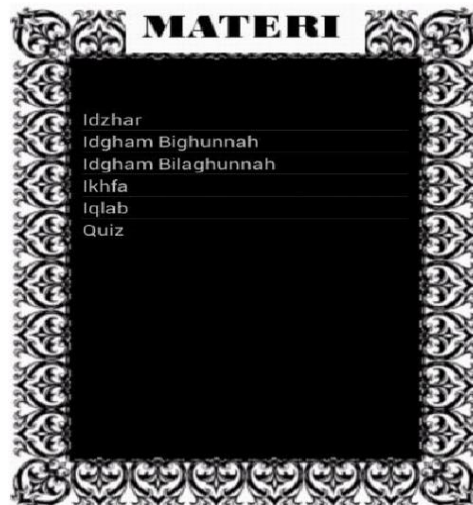 MATERI
Idzhar
Idgham Bighunnah
Idgham Bilaghunnah
Ikhfa
Iqlab
Quiz